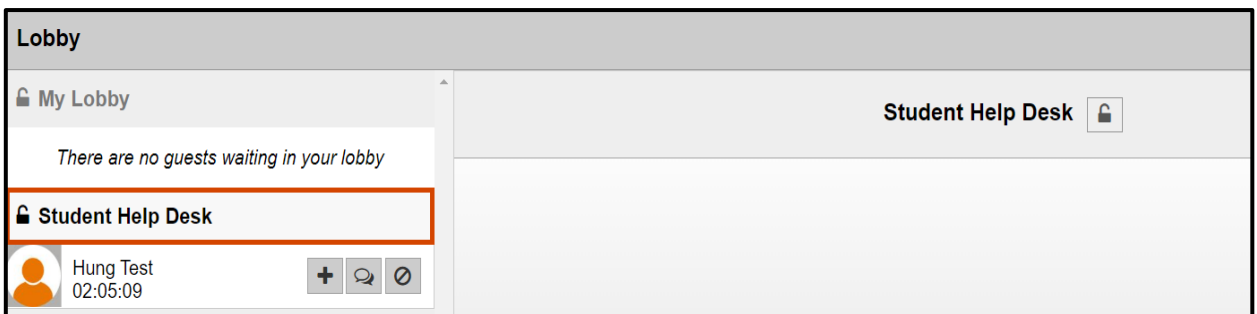 Lobby
My Lobby
There are no guests waiting in your lobby
Student Help Desk
Hung Test
02:05:09
Student Help Desk